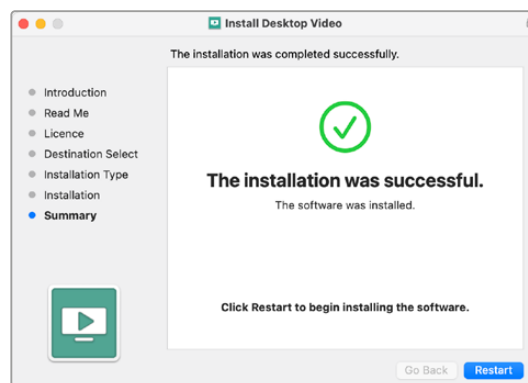 Install Desktop Video
The installation was completed successfully.
Introduction
Read Me
Licence
Destination Select
Installation Type
Installation
Summary
The installation was successful.
The software was installed.
Click Restart to begin installing the software.
Go Back
Restart